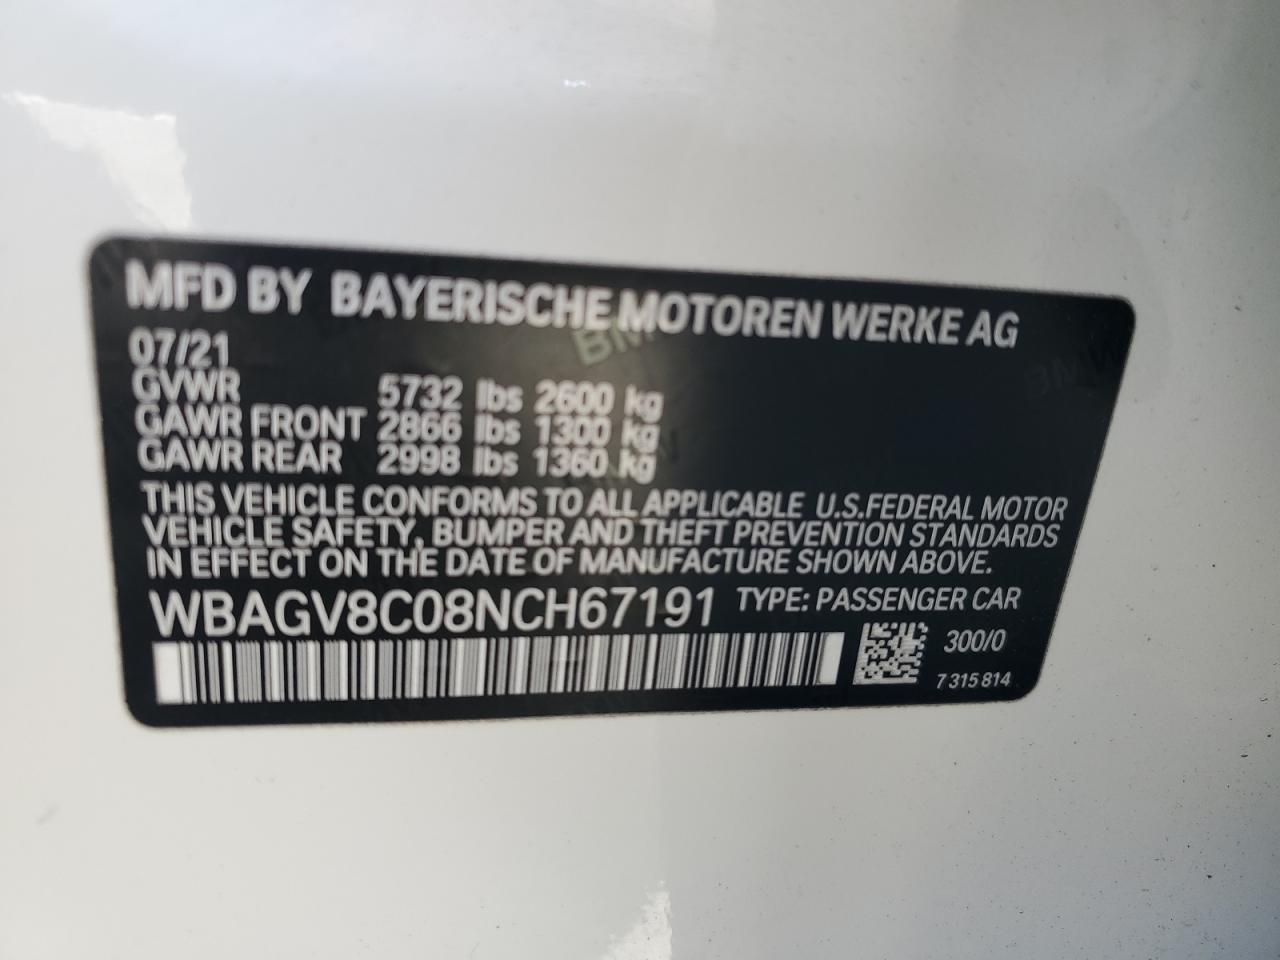 MFD BY BAYERISCHE MOTOREN WERKE AG
07/21
GVWR 5732 lbs 2600 kg
GAWR FRONT 2866 lbs 1300 kg
GAWR REAR 2998 lbs 1360 kg
THIS VEHICLE CONFORMS TO ALL APPLICABLE U.S.FEDERAL MOTOR
VEHICLE SAFETY, BUMPER AND THEFT PREVENTION STANDARDS
IN EFFECT ON THE DATE OF MANUFACTURE SHOWN ABOVE.
WBAGV8C08NCH67191 TYPE: PASSENGER CAR
300/0
7 315 814